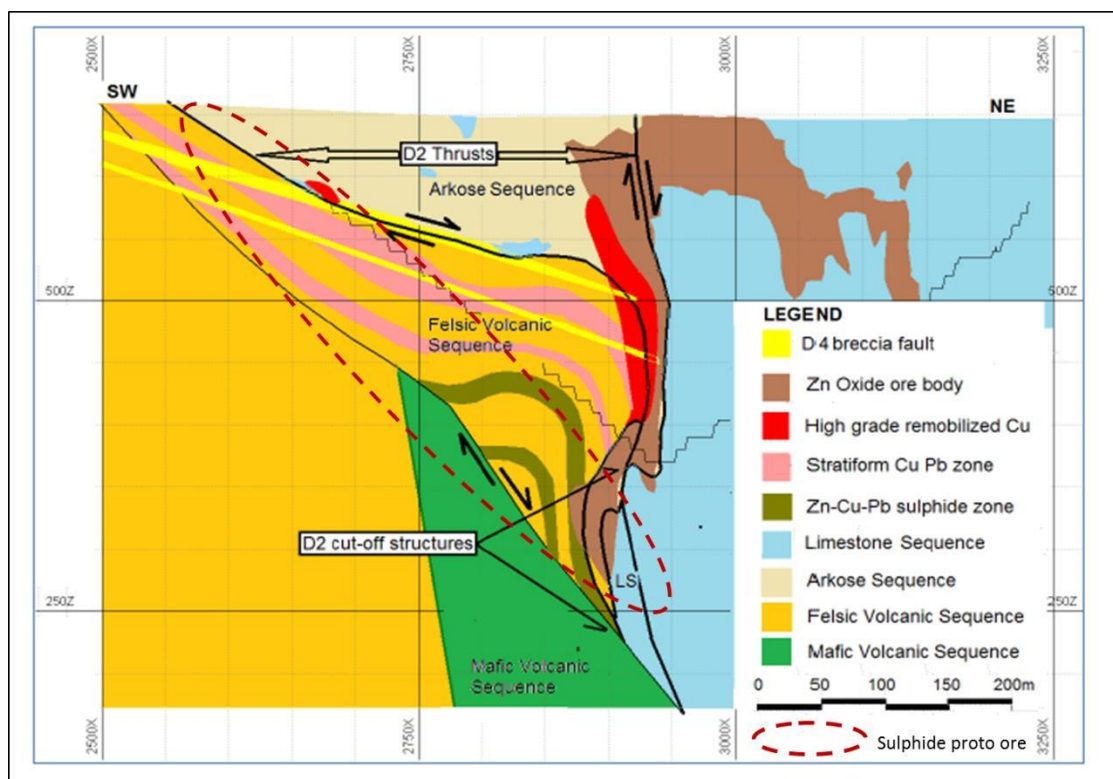 2500X
2750X
3000X
3250X
SW
NE
D2 Thrusts
Arkose Sequence
500Z
500Z
Felsic Volcanic
Sequence
D2 cut-off structures
LS
250Z
250Z
Mafic Volcanic
Sequence
LEGEND
D4 breccia fault
Zn Oxide ore body
High grade remobilized Cu
Stratiform Cu Pb zone
Zn-Cu-Pb sulphide zone
Limestone Sequence
Arkose Sequence
Felsic Volcanic Sequence
Mafic Volcanic Sequence
0 50 100 150 200m
Sulphide proto ore
2500X
2750X
3000X
3250X